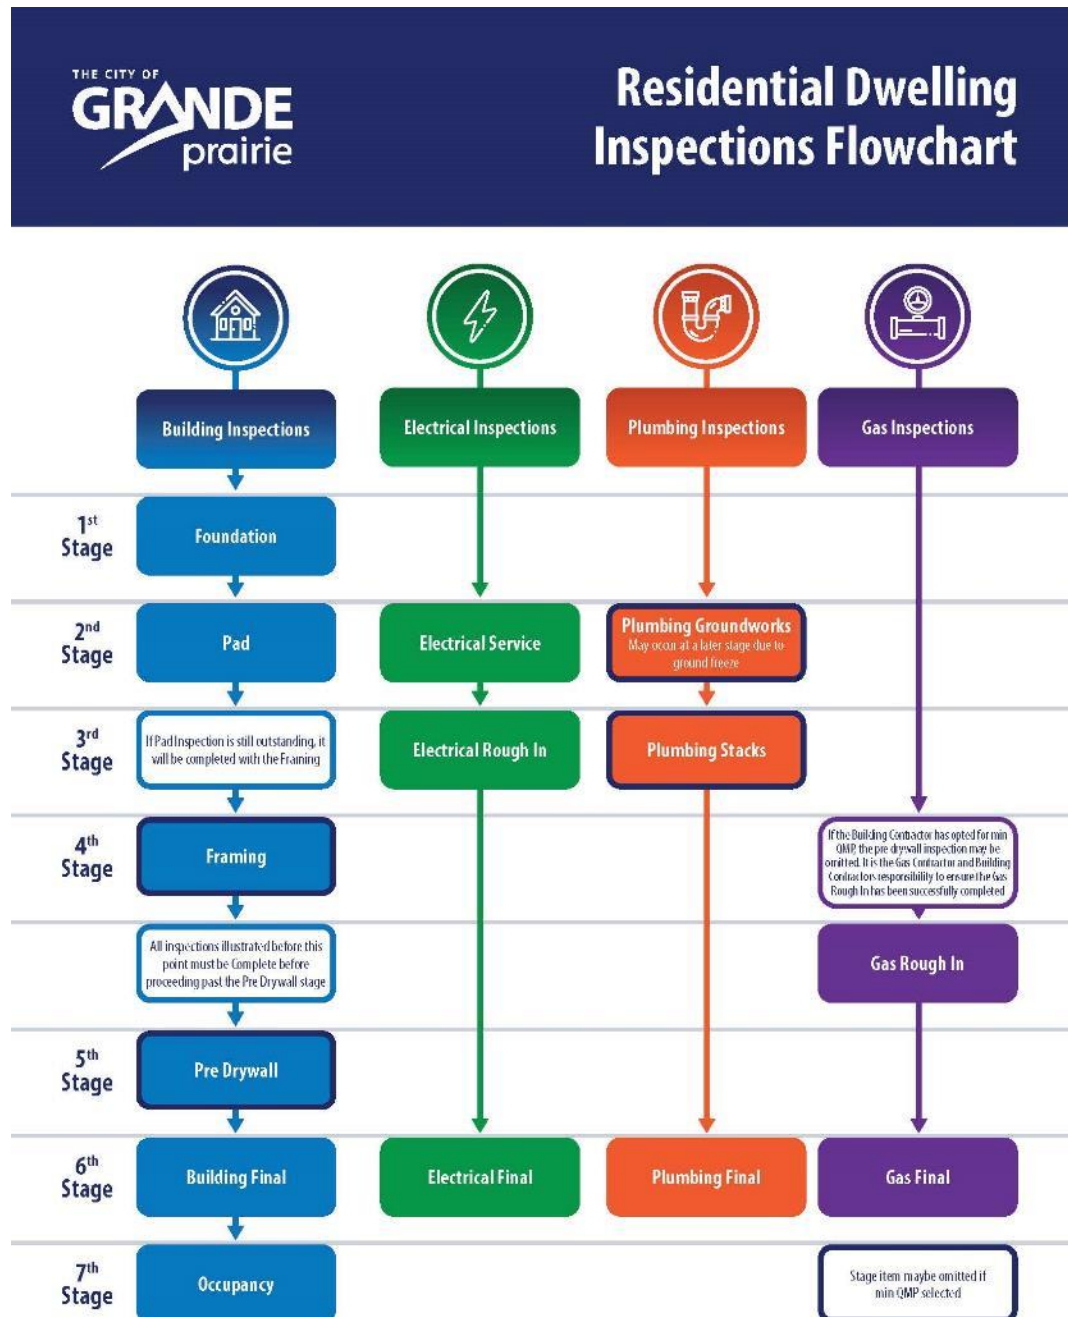 THE CITY OF
GRANDE
prairie
Residential Dwelling
Inspections Flowchart
Building Inspections
Electrical Inspections
Plumbing Inspections
Gas Inspections
1st
Stage
Foundation
2nd
Stage
Pad
Electrical Service
Plumbing Groundworks
May occur at a later stage due to
ground freeze
3rd
Stage
If Pad Inspection is still outstanding, it
will be completed with the Framing
Electrical Rough In
Plumbing Stacks
4th
Stage
Framing
If the Building Contractor has opted for min
QMP, the pre drywall inspection may be
omitted. It is the Gas Contractor and Building
Contractors responsibility to ensure the Gas
Rough In has been successfully completed
All inspections illustrated before this
point must be Complete before
proceeding past the Pre Drywall stage
Gas Rough In
5th
Stage
Pre Drywall
6th
Stage
Building Final
Electrical Final
Plumbing Final
Gas Final
7th
Stage
Occupancy
Stage item maybe omitted if
min QMP selected